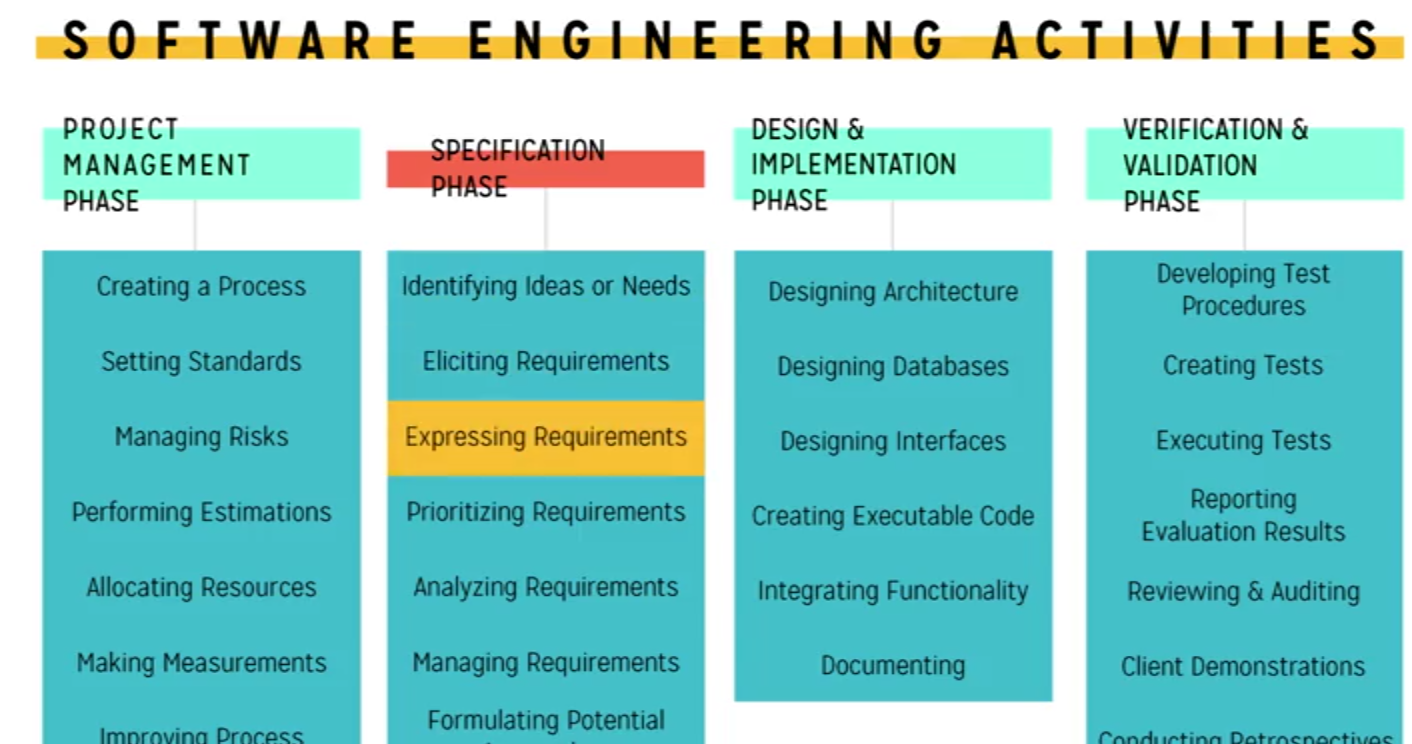 SOFTWARE ENGINEERING ACTIVITIES
PROJECT
MANAGEMENT
PHASE
Creating a Process
Setting Standards
Managing Risks
Performing Estimations
Allocating Resources
Making Measurements
Improving Process
SPECIFICATION
PHASE
Identifying Ideas or Needs
Eliciting Requirements
Expressing Requirements
Prioritizing Requirements
Analyzing Requirements
Managing Requirements
Formulating Potential
DESIGN &
IMPLEMENTATION
PHASE
Designing Architecture
Designing Databases
Designing Interfaces
Creating Executable Code
Integrating Functionality
Documenting
VERIFICATION &
VALIDATION
PHASE
Developing Test
Procedures
Creating Tests
Executing Tests
Reporting
Evaluation Results
Reviewing & Auditing
Client Demonstrations
Conducting Retrospectives